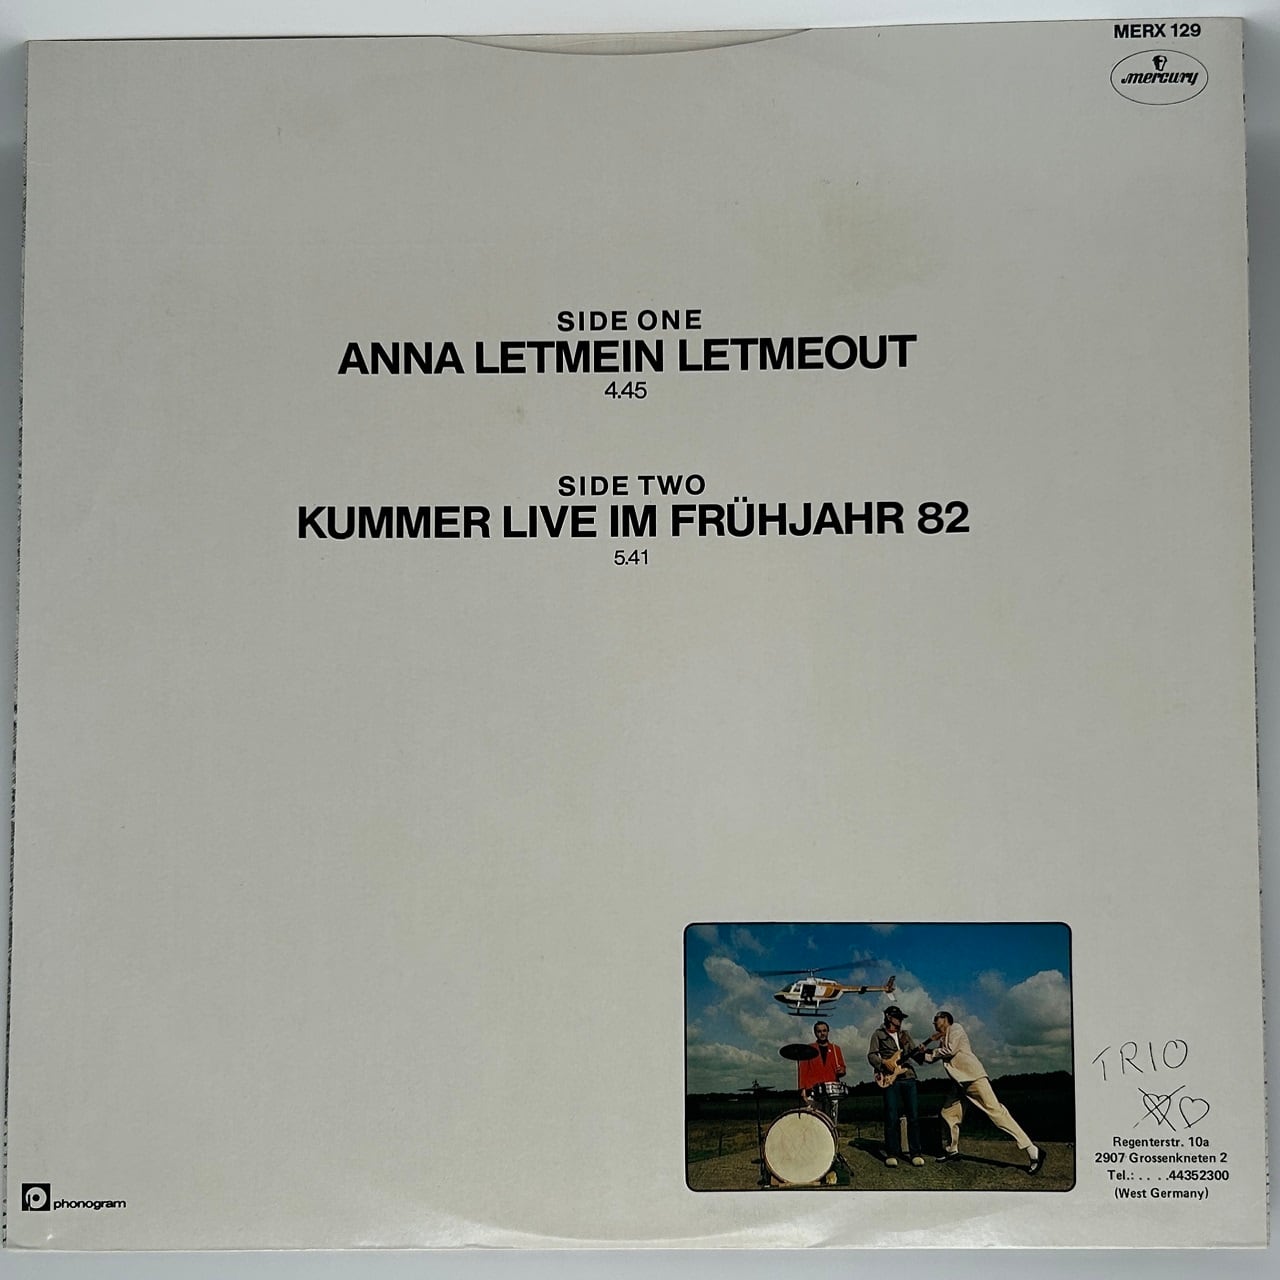 MERX 129
mercury
SIDE ONE
ANNA LETMEIN LETMEOUT
4.45
SIDE TWO
KUMMER LIVE IM FRÜHJAHR 82
5.41
TRIO
Regenterstr. 10a
2907 Grossenkneten 2
Tel.: . . . .44352300
(West Germany)
phonogram